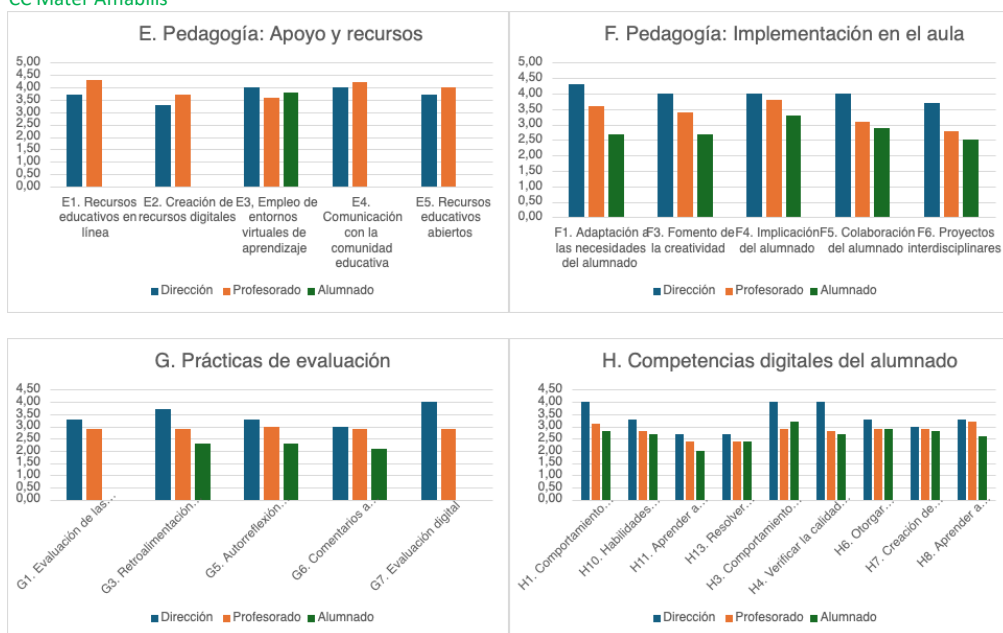 CC Mater Amabilis
E. Pedagogía: Apoyo y recursos
5,00
4,50
4,00
3,50
3,00
2,50
2,00
1,50
1,00
0,50
0,00
E1. Recursos educativos en línea
E2. Creación de recursos digitales
E3, Empleo de entornos virtuales de aprendizaje
E4. Comunicación con la comunidad educativa
E5. Recursos educativos abiertos
Dirección Profesorado Alumnado
F. Pedagogía: Implementación en el aula
5,00
4,50
4,00
3,50
3,00
2,50
2,00
1,50
1,00
0,50
0,00
F1. Adaptación a las necesidades del alumnado
F3. Fomento de la creatividad
F4. Implicación del alumnado
F5. Colaboración del alumnado
F6. Proyectos interdisciplinares
Dirección Profesorado Alumnado
G. Prácticas de evaluación
4,50
4,00
3,50
3,00
2,50
2,00
1,50
1,00
0,50
0,00
G1. Evaluación de las...
G3. Retroalimentación...
G5. Autorreflexión...
G6. Comentarios a...
G7. Evaluación digital
Dirección Profesorado Alumnado
H. Competencias digitales del alumnado
4,50
4,00
3,50
3,00
2,50
2,00
1,50
1,00
0,50
0,00
H1. Comportamiento...
H10. Habilidades...
H11. Aprender a...
H13. Resolver...
H3. Comportamiento...
H4. Verificar la calidad...
H6. Otorgar...
H7. Creación de...
H8. Aprender a...
Dirección Profesorado Alumnado